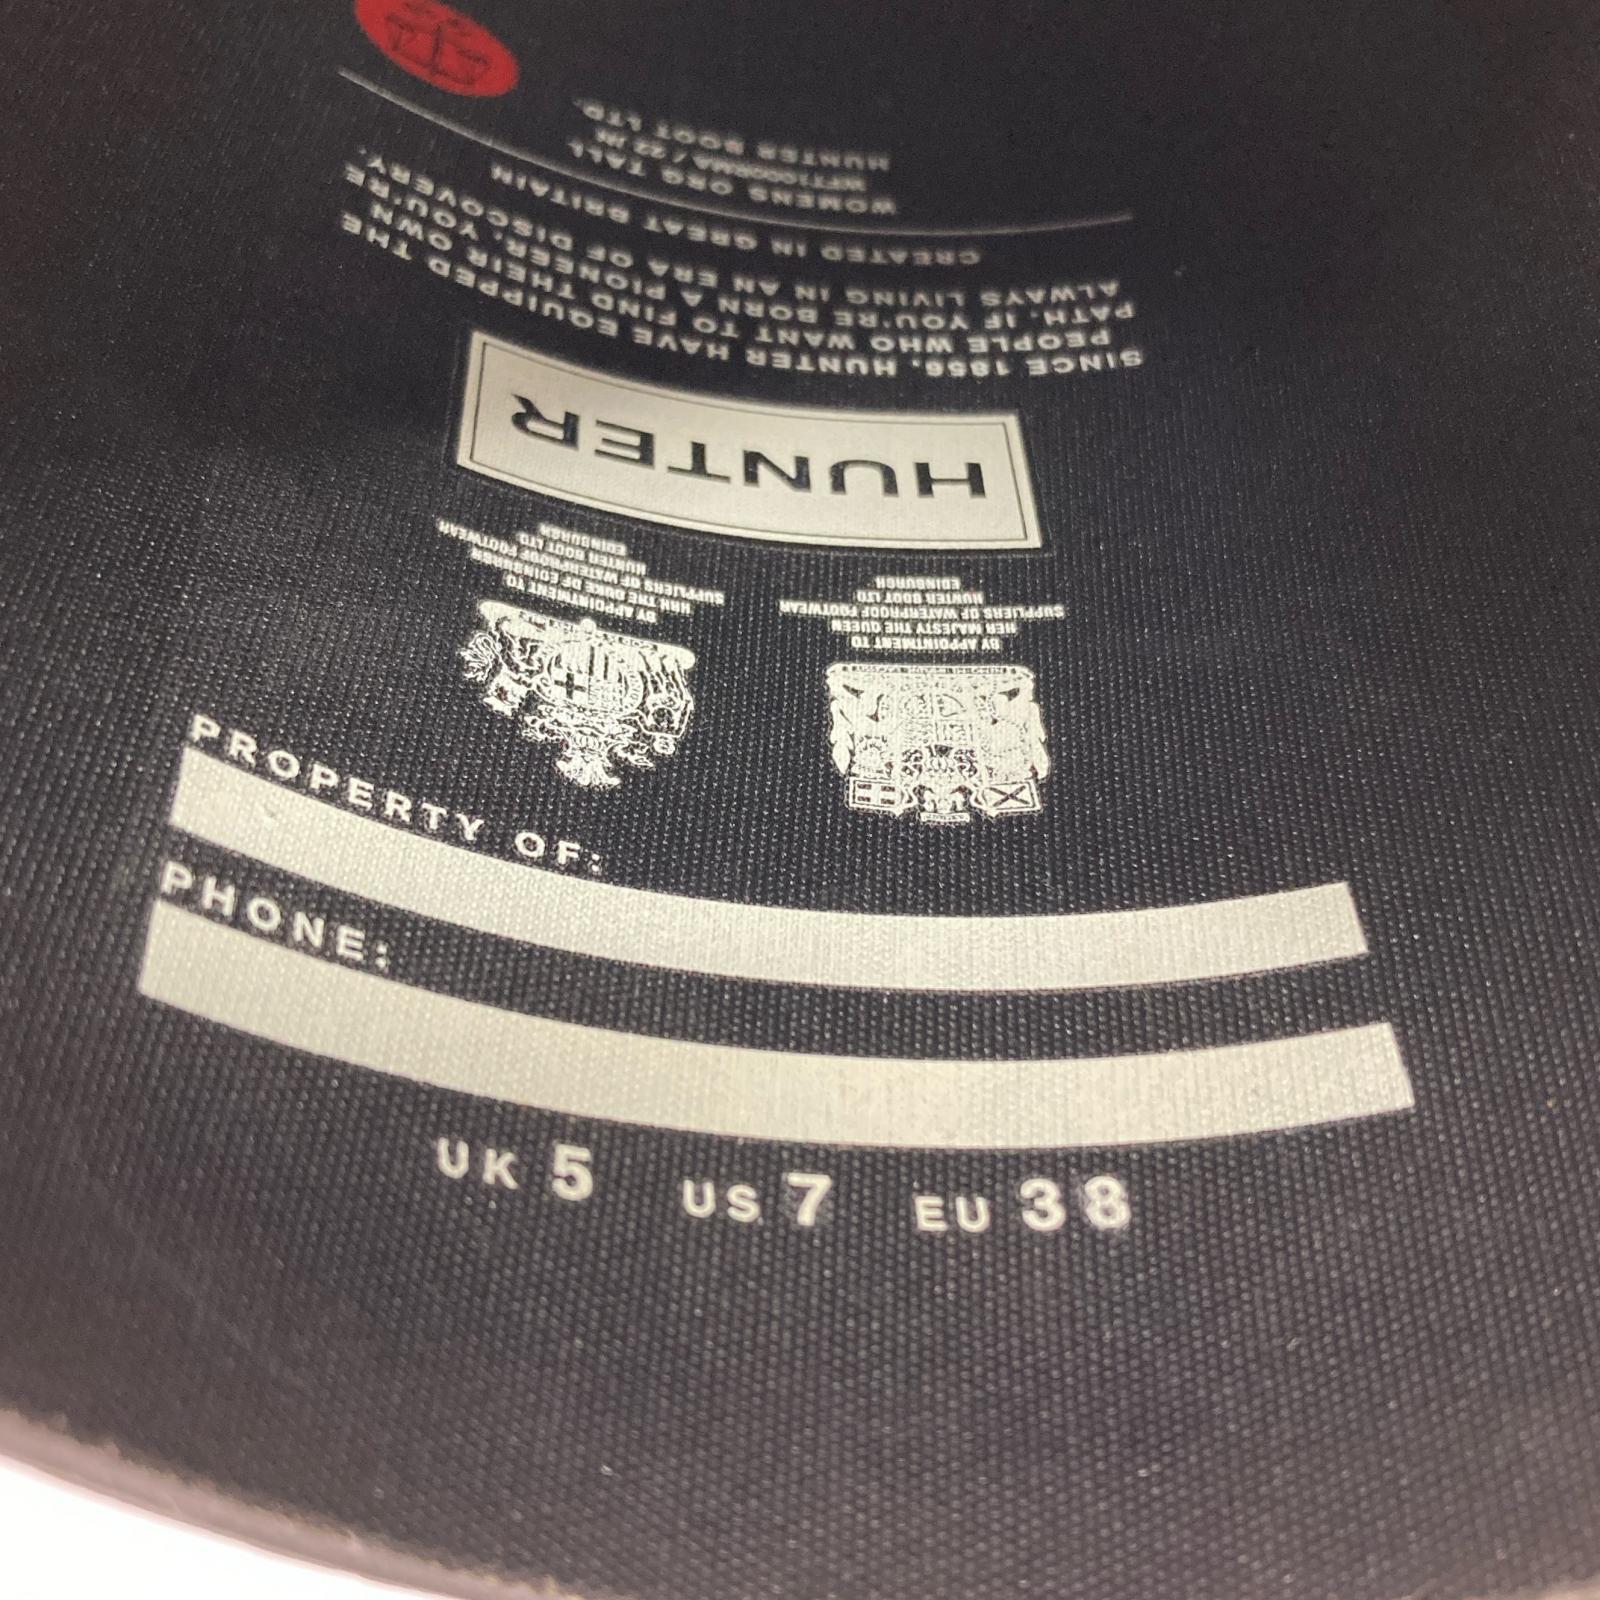 PROPERTY OF:
PHONE:
UK 5 US 7 EU 38
BY APPOINTMENT TO
HER MAJESTY THE QUEEN
SUPPLIERS OF WATERPROOF FOOTWEAR
HUNTER BOOT LTD
EDINBURGH
BY APPOINTMENT TO
HRH THE DUKE OF EDINBURGH
SUPPLIERS OF WATERPROOF FOOTWEAR
HUNTER BOOT LTD
EDINBURGH
HUNTER
SINCE 1856, HUNTER HAVE EQUIPPED THE
PEOPLE WHO WANT TO FIND THEIR OWN
PATH. IF YOU'RE BORN A PIONEER, YOU'RE
ALWAYS LIVING IN AN ERA OF DISCOVERY.
CREATED IN GREAT BRITAIN
WOMENS ORG TALL
WFT1000RMA / 22 IN
HUNTER BOOT LTD.